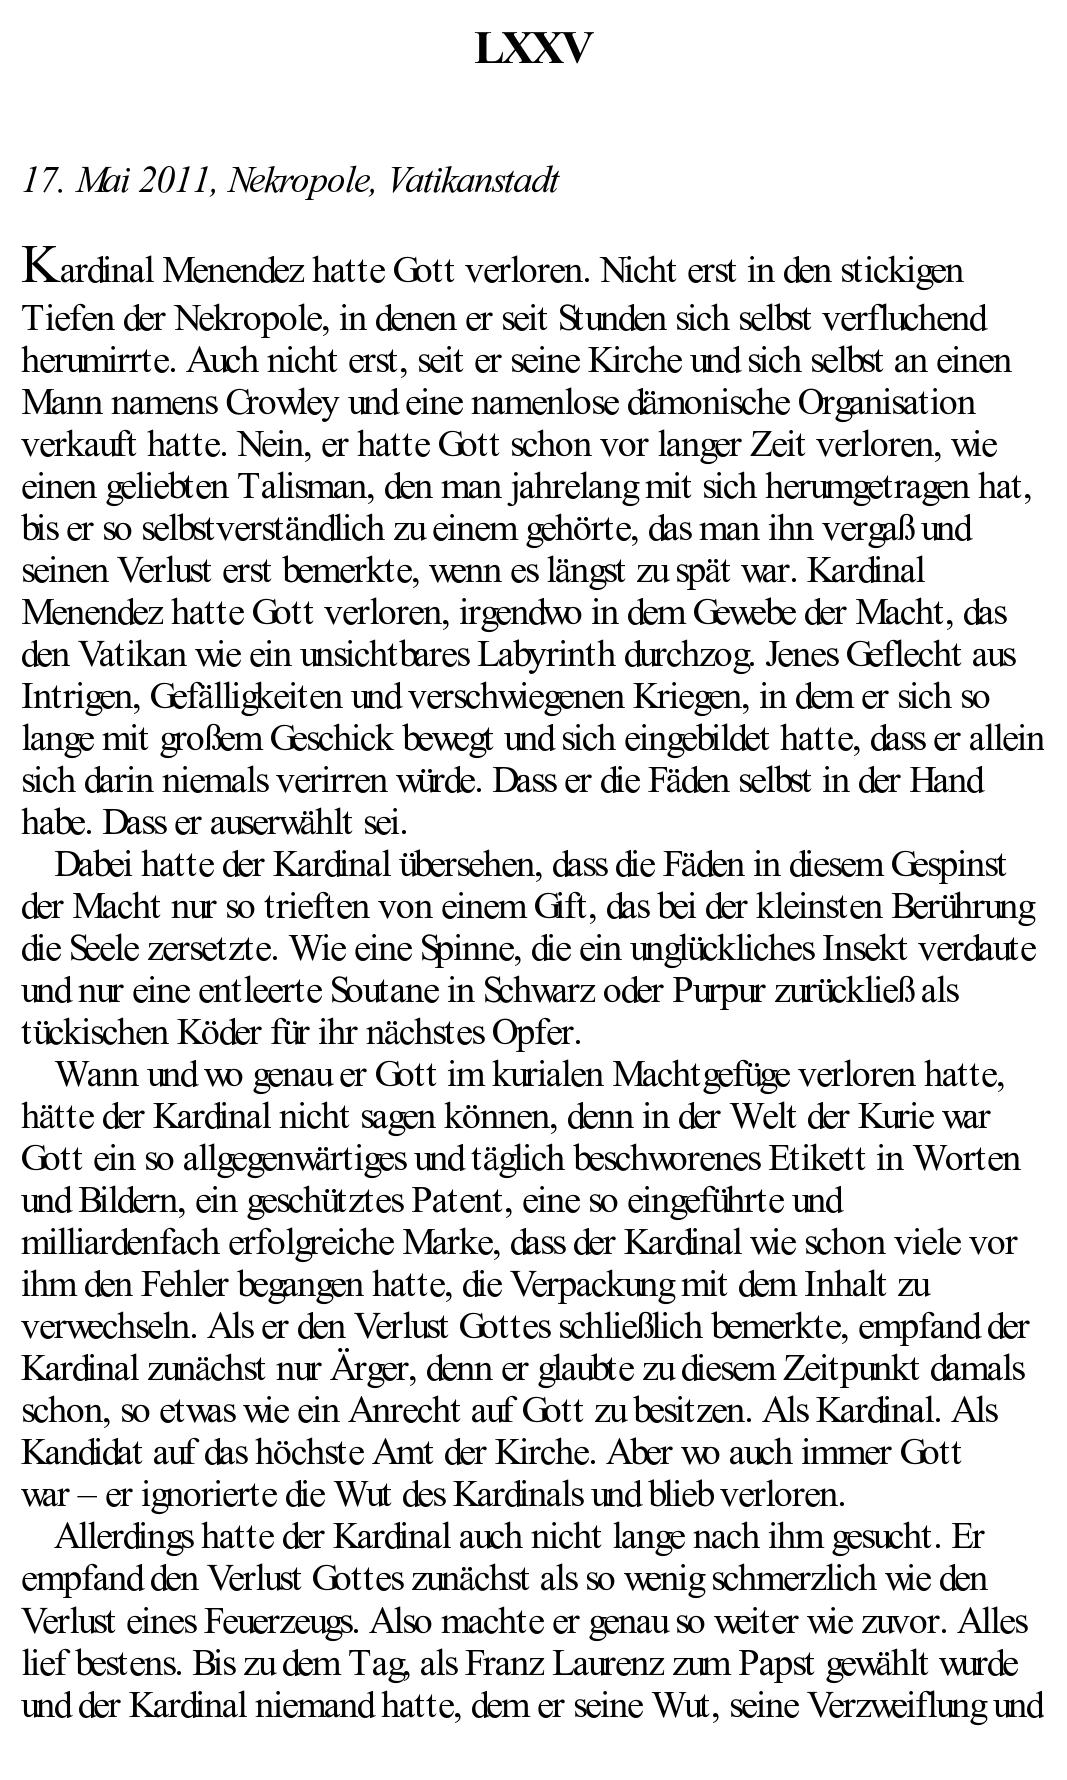 LXXV
17. Mai 2011, Nekropole, Vatikanstadt
Kardinal Menendez hatte Gott verloren. Nicht erst in den stickigen
Tiefen der Nekropole, in denen er seit Stunden sich selbst verfluchend
herumirrte. Auch nicht erst, seit er seine Kirche und sich selbst an einen
Mann namens Crowley und eine namenlose dämonische Organisation
verkauft hatte. Nein, er hatte Gott schon vor langer Zeit verloren, wie
einen geliebten Talisman, den man jahrelang mit sich herumgetragen hat,
bis er so selbstverständlich zu einem gehörte, das man ihn vergaß und
seinen Verlust erst bemerkte, wenn es längst zu spät war. Kardinal
Menendez hatte Gott verloren, irgendwo in dem Gewebe der Macht, das
den Vatikan wie ein unsichtbares Labyrinth durchzog. Jenes Geflecht aus
Intrigen, Gefälligkeiten und verschwiegenen Kriegen, in dem er sich so
lange mit großem Geschick bewegt und sich eingebildet hatte, dass er allein
sich darin niemals verirren würde. Dass er die Fäden selbst in der Hand
habe. Dass er auserwählt sei.
Dabei hatte der Kardinal übersehen, dass die Fäden in diesem Gespinst
der Macht nur so trieften von einem Gift, das bei der kleinsten Berührung
die Seele zersetzte. Wie eine Spinne, die ein unglückliches Insekt verdaute
und nur eine entleerte Soutane in Schwarz oder Purpur zurückließ als
tückischen Köder für ihr nächstes Opfer.
Wann und wo genau er Gott im kurialen Machtgefüge verloren hatte,
hätte der Kardinal nicht sagen können, denn in der Welt der Kurie war
Gott ein so allgegenwärtiges und täglich beschworenes Etikett in Worten
und Bildern, ein geschütztes Patent, eine so eingeführte und
milliardenfach erfolgreiche Marke, dass der Kardinal wie schon viele vor
ihm den Fehler begangen hatte, die Verpackung mit dem Inhalt zu
verwechseln. Als er den Verlust Gottes schließlich bemerkte, empfand der
Kardinal zunächst nur Ärger, denn er glaubte zu diesem Zeitpunkt damals
schon, so etwas wie ein Anrecht auf Gott zu besitzen. Als Kardinal. Als
Kandidat auf das höchste Amt der Kirche. Aber wo auch immer Gott
war – er ignorierte die Wut des Kardinals und blieb verloren.
Allerdings hatte der Kardinal auch nicht lange nach ihm gesucht. Er
empfand den Verlust Gottes zunächst als so wenig schmerzlich wie den
Verlust eines Feuerzeugs. Also machte er genau so weiter wie zuvor. Alles
lief bestens. Bis zu dem Tag, als Franz Laurenz zum Papst gewählt wurde
und der Kardinal niemand hatte, dem er seine Wut, seine Verzweiflung und